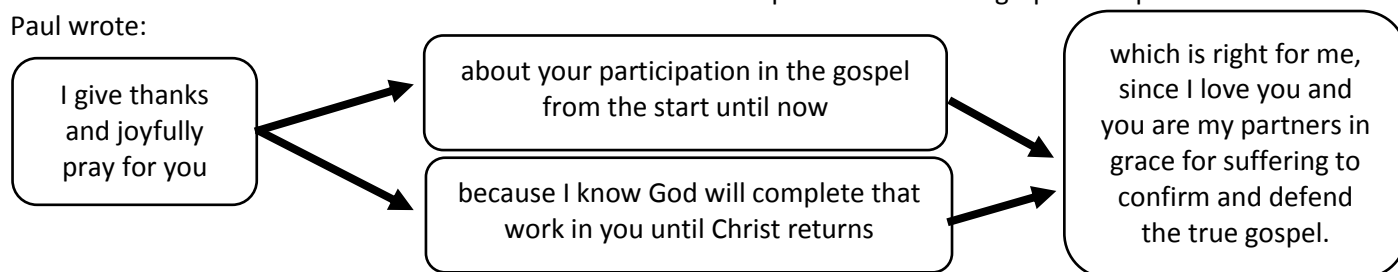 Paul wrote:
I give thanks
and joyfully
pray for you
about your participation in the gospel
from the start until now
because I know God will complete that
work in you until Christ returns
which is right for me,
since I love you and
you are my partners in
grace for suffering to
confirm and defend
the true gospel.